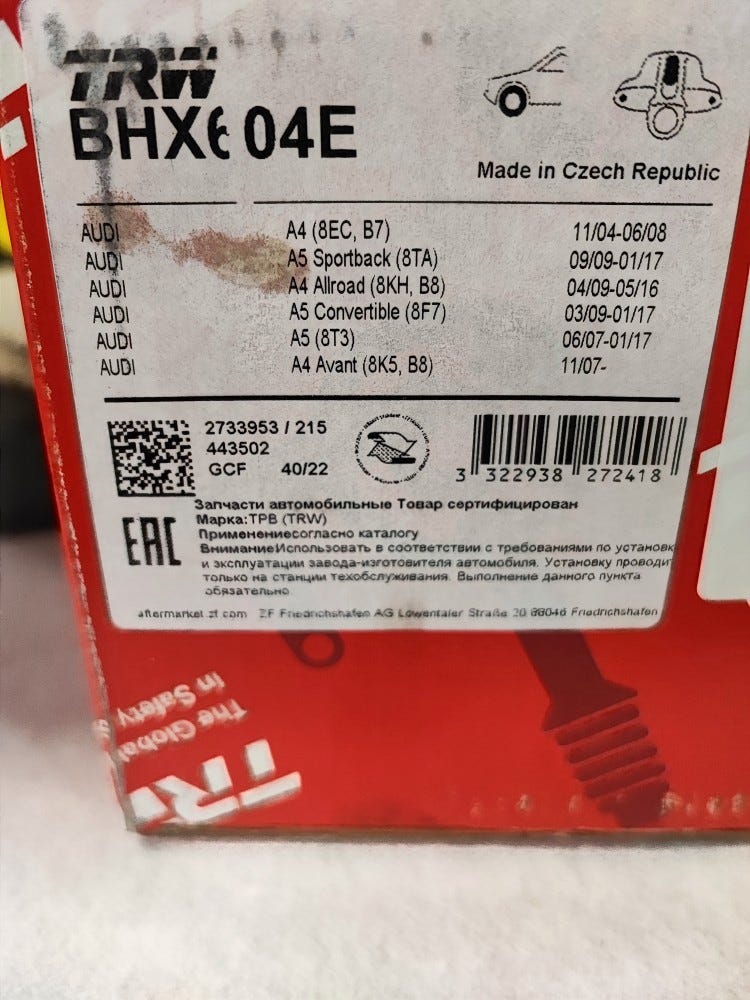 TRW
BHX604E
Made in Czech Republic
AUDI A4 (8EC, B7) 11/04-06/08
AUDI A5 Sportback (8TA) 09/09-01/17
AUDI A4 Allroad (8KH, B8) 04/09-05/16
AUDI A5 Convertible (8F7) 03/09-01/17
AUDI A5 (8T3) 06/07-01/17
AUDI A4 Avant (8K5, B8) 11/07-
2733953 / 215
443502
GCF 40/22
3 322938 272418
EAC
Запчасти автомобильные Товар сертифицирован
Марка:ТРВ (TRW)
Применениесогласно каталогу
ВниманиеИспользовать в соответствии с требованиями по установк
и эксплуатации завода-изготовителя автомобиля. Установку проводит
только на станции техобслуживания. Выполнение данного пункта
обязательно.
aftermarket.zf.com ZF Friedrichshafen AG Löwentaler Straße 20 88046 Friedrichshafen
The Global
in Safety
TRW